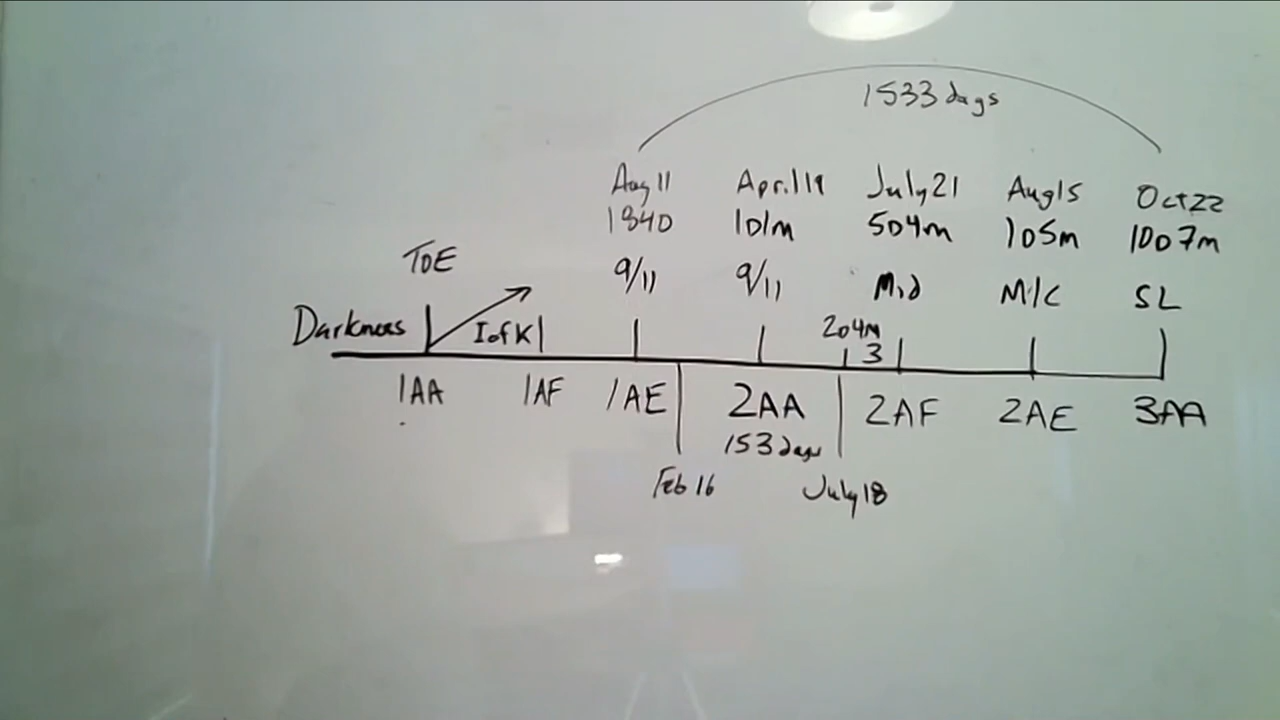 1533 days
Aug 11 April 19 July 21 Aug 15 Oct 22
1840 101m 504m 105m 1007m
TOE
9/11 9/11 Mid M/C SL
Darkness I of K 204m 3
1AA 1AF 1AE 2AA 2AF 2AE 3AA
153 days
Feb 16 July 18